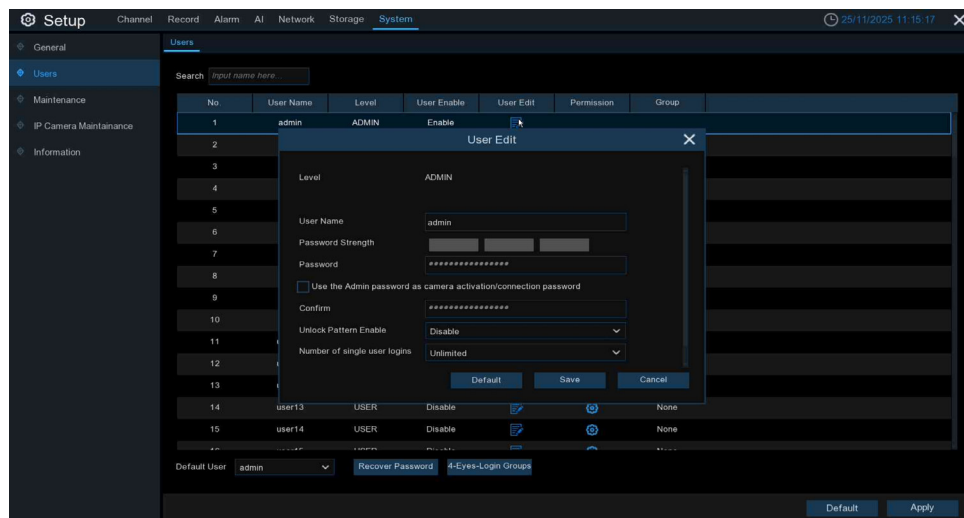 Setup Channel Record Alarm AI Network Storage System 25/11/2025 11:15:17
General
Users
Maintenance
IP Camera Maintainance
Information
Users
Search Input name here...
No. User Name Level User Enable User Edit Permission Group
1 admin ADMIN Enable
2
3
4
5
6
7
8
9
10
11
12
13
14 user13 USER Disable None
15 user14 USER Disable None
User Edit
Level ADMIN
User Name admin
Password Strength
Password ****************
Use the Admin password as camera activation/connection password
Confirm ****************
Unlock Pattern Enable Disable
Number of single user logins Unlimited
Default Save Cancel
Default User admin Recover Password 4-Eyes-Login Groups
Default Apply